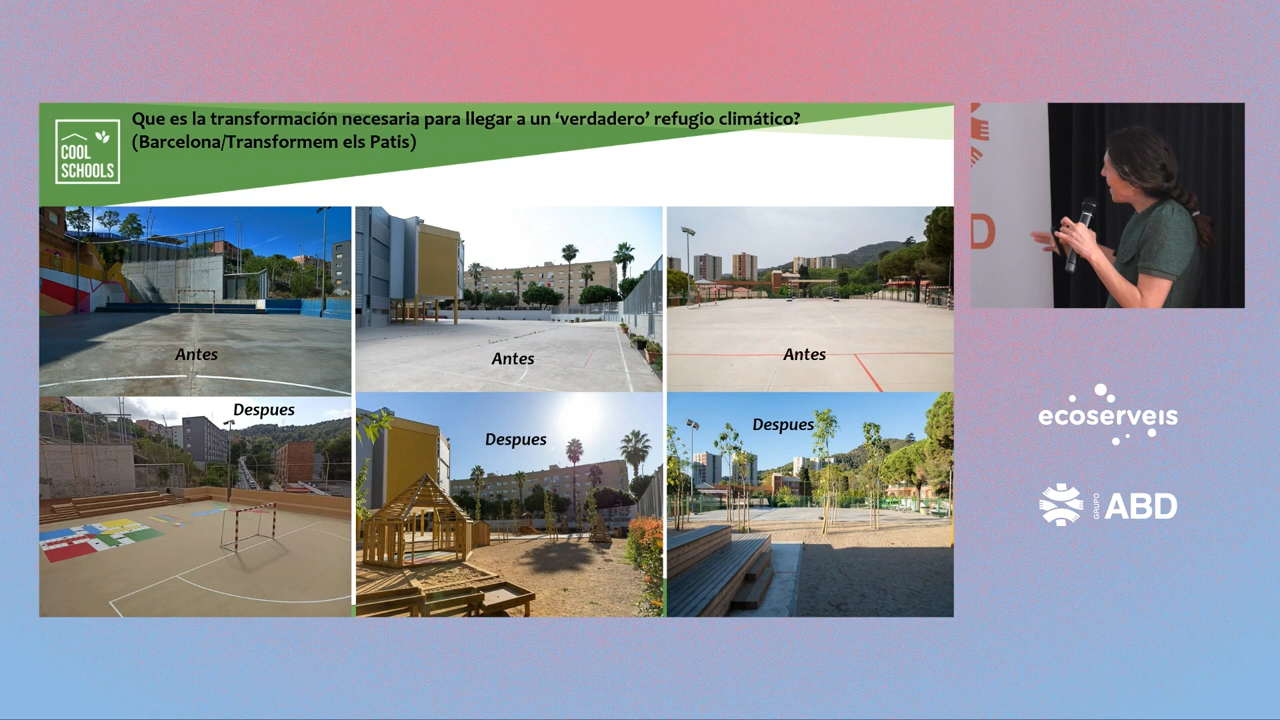 Que es la transformación necesaria para llegar a un ‘verdadero’ refugio climático?
(Barcelona/Transformem els Patis)
COOL
SCHOOLS
Antes
Antes
Antes
Despues
Despues
Despues
D
ecoserveis
GRUPO
ABD